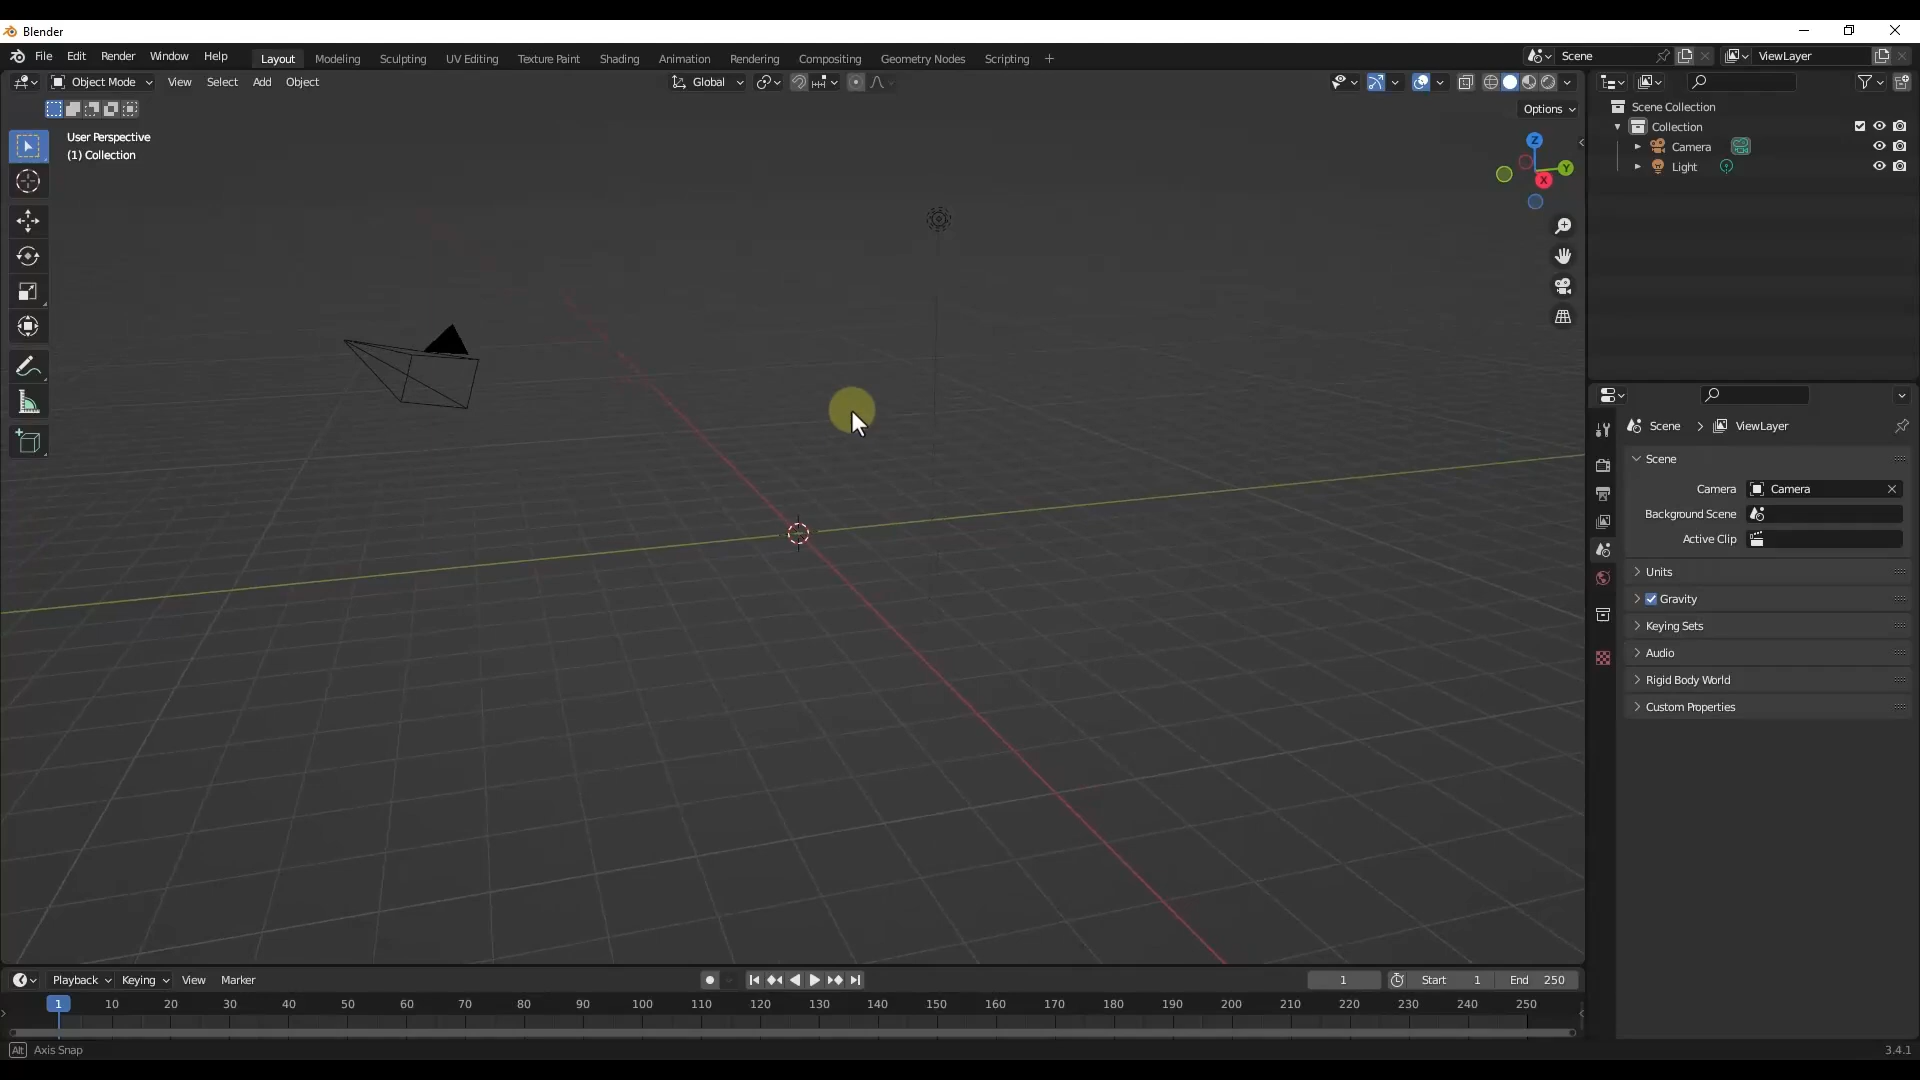 Blender
File Edit Render Window Help Layout Modeling Sculpting UV Editing Texture Paint Shading Animation Rendering Compositing Geometry Nodes Scripting + Scene ViewLayer
Object Mode View Select Add Object Global
Options
User Perspective
(1) Collection
Z
Y
X
Scene Collection
Collection
Camera
Light
Scene > ViewLayer
Scene
Camera Camera
Background Scene
Active Clip
Units
Gravity
Keying Sets
Audio
Rigid Body World
Custom Properties
Playback Keying View Marker 1 Start 1 End 250
1 10 20 30 40 50 60 70 80 90 100 110 120 130 140 150 160 170 180 190 200 210 220 230 240 250
Alt Axis Snap 3.4.1